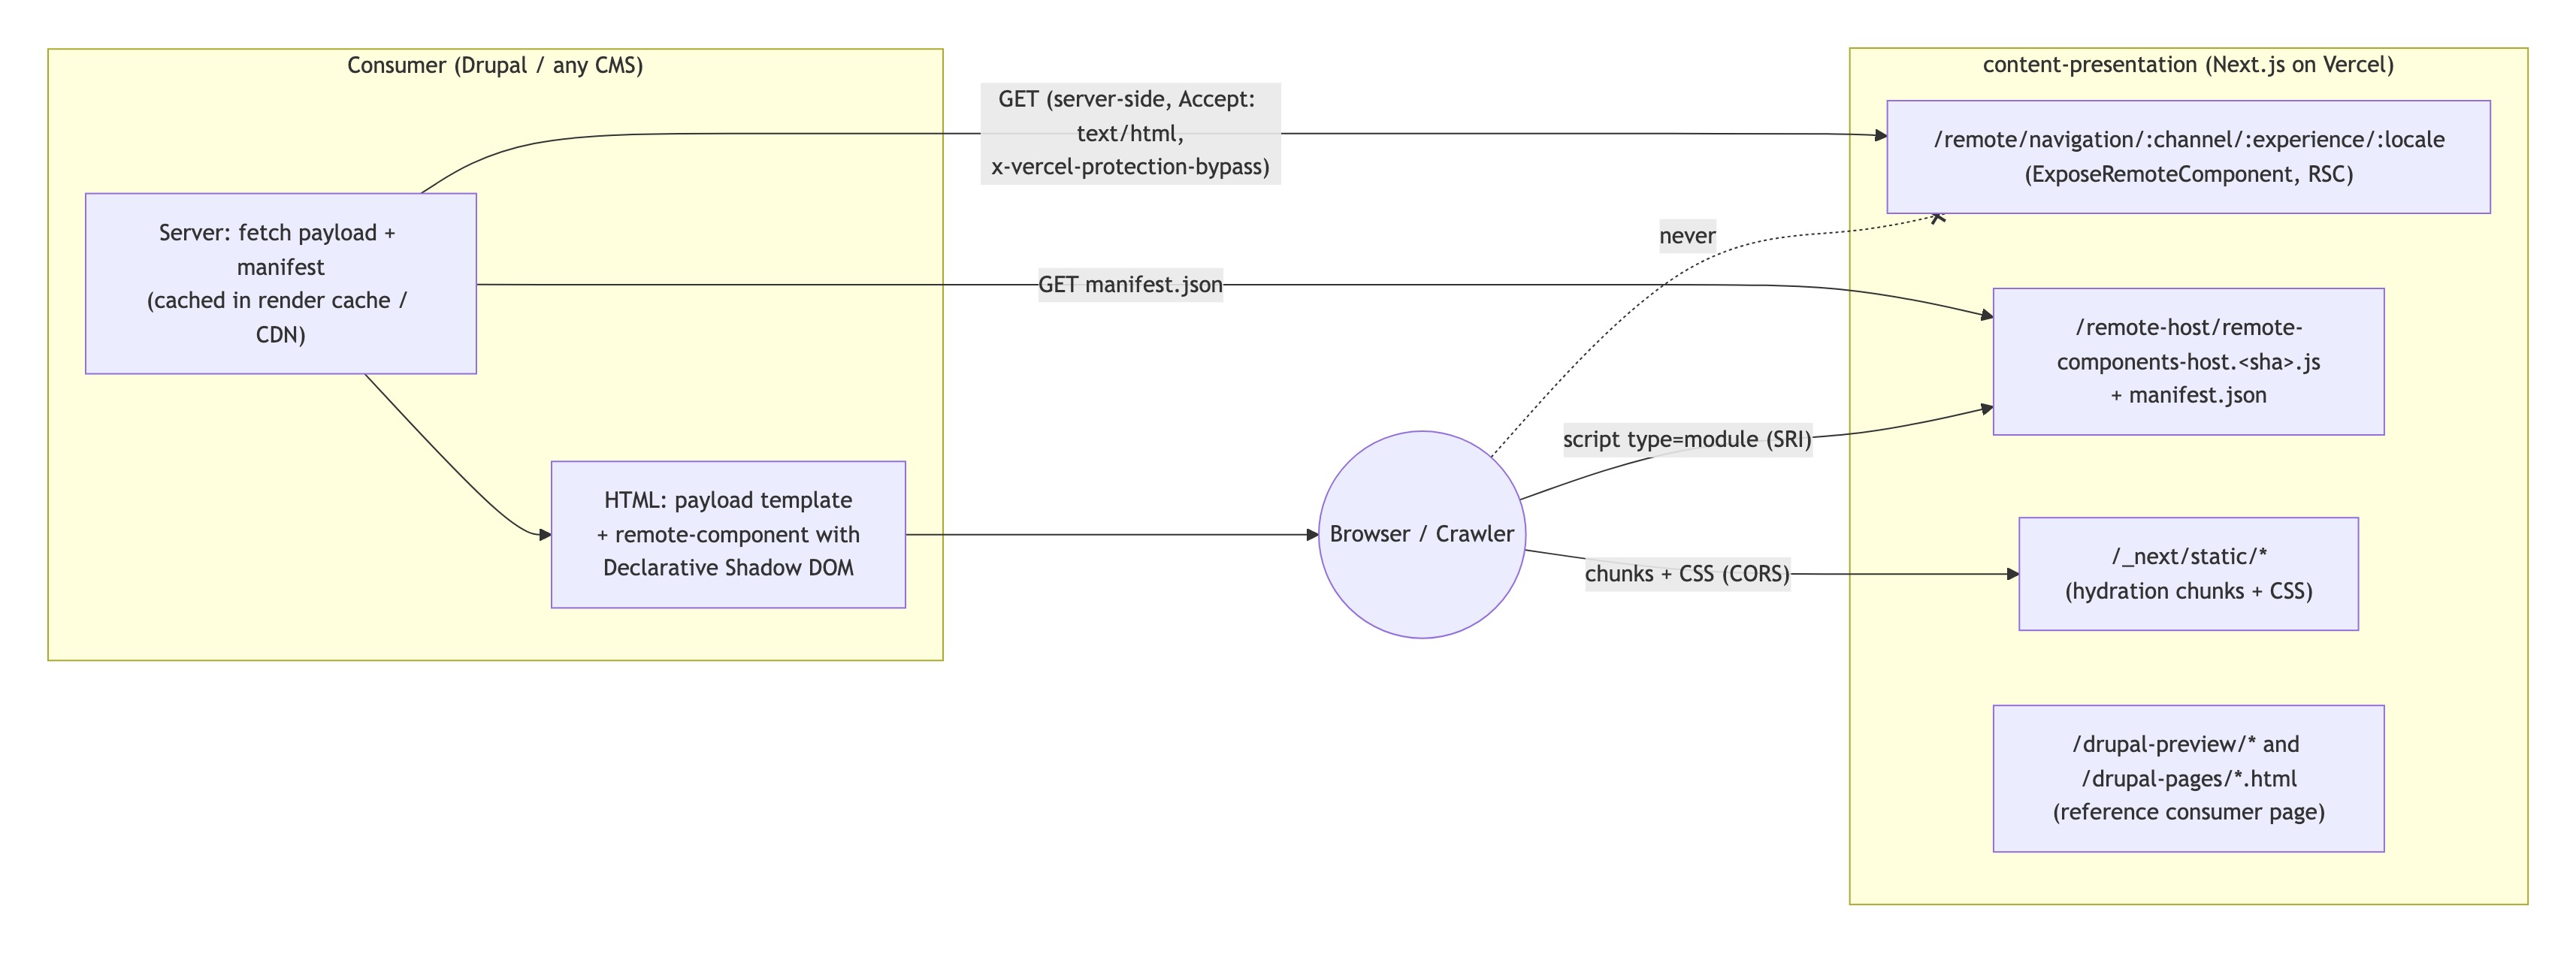 Consumer (Drupal / any CMS)
Server: fetch payload +
manifest
(cached in render cache /
CDN)
HTML: payload template
+ remote-component with
Declarative Shadow DOM
GET (server-side, Accept:
text/html,
x-vercel-protection-bypass)
GET manifest.json
Browser / Crawler
never
script type=module (SRI)
chunks + CSS (CORS)
content-presentation (Next.js on Vercel)
/remote/navigation/:channel/:experience/:locale
(ExposeRemoteComponent, RSC)
/remote-host/remote-
components-host.<sha>.js
+ manifest.json
/_next/static/*
(hydration chunks + CSS)
/drupal-preview/* and
/drupal-pages/*.html
(reference consumer page)